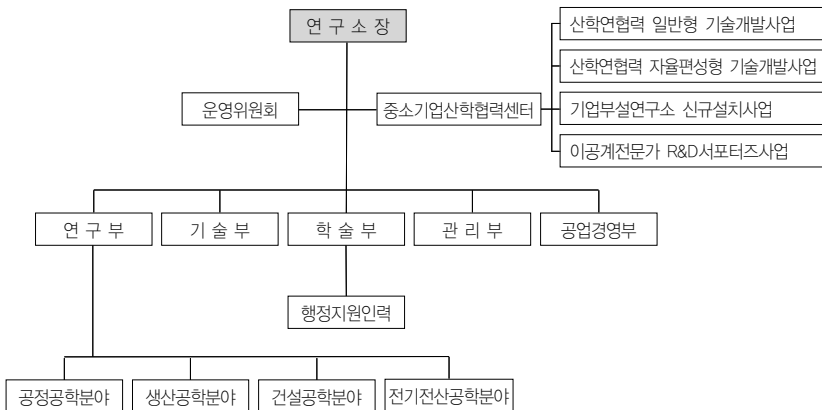 연 구 소 장
산학연협력 일반형 기술개발사업
산학연협력 자율편성형 기술개발사업
운영위원회
중소기업산학협력센터
기업부설연구소 신규설치사업
이공계전문가 R&D서포터즈사업
연 구 부
기 술 부
학 술 부
관 리 부
공업경영부
행정지원인력
공정공학분야
생산공학분야
건설공학분야
전기전산공학분야